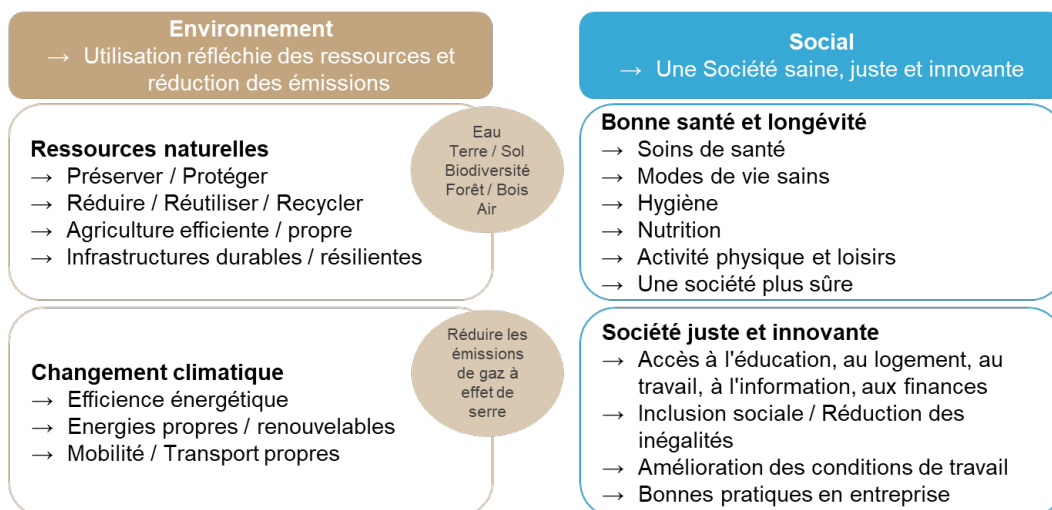 Environnement
→ Utilisation réfléchie des ressources et
réduction des émissions
Ressources naturelles
→ Préserver / Protéger
→ Réduire / Réutiliser / Recycler
→ Agriculture efficiente / propre
→ Infrastructures durables / résilientes
Eau
Terre / Sol
Biodiversité
Forêt / Bois
Air
Changement climatique
→ Efficience énergétique
→ Energies propres / renouvelables
→ Mobilité / Transport propres
Réduire les
émissions
de gaz à
effet de
serre
Social
→ Une Société saine, juste et innovante
Bonne santé et longévité
→ Soins de santé
→ Modes de vie sains
→ Hygiène
→ Nutrition
→ Activité physique et loisirs
→ Une société plus sûre
Société juste et innovante
→ Accès à l'éducation, au logement, au
travail, à l'information, aux finances
→ Inclusion sociale / Réduction des
inégalités
→ Amélioration des conditions de travail
→ Bonnes pratiques en entreprise